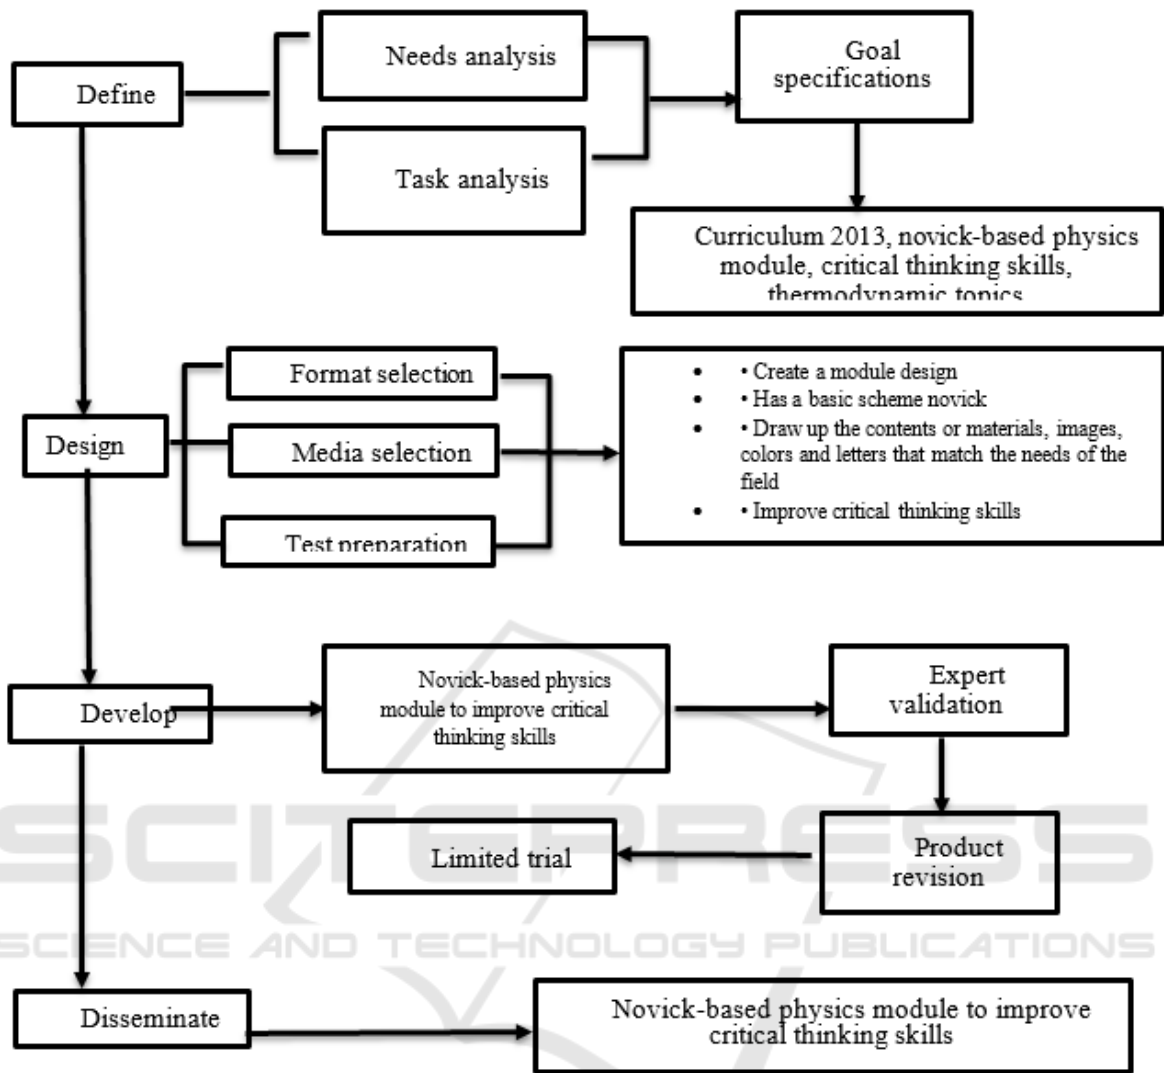 Define
Needs analysis
Task analysis
Goal
specifications
Curriculum 2013, novick-based physics
module, critical thinking skills,
thermodynamic topics
Design
Format selection
Media selection
Test preparation
• • Create a module design
• • Has a basic scheme novick
• • Draw up the contents or materials, images,
colors and letters that match the needs of the
field
• • Improve critical thinking skills
Develop
Novick-based physics
module to improve critical
thinking skills
Expert
validation
Product
revision
Limited trial
SCITEPRESS
SCIENCE AND TECHNOLOGY PUBLICATIONS
Disseminate
Novick-based physics module to improve
critical thinking skills